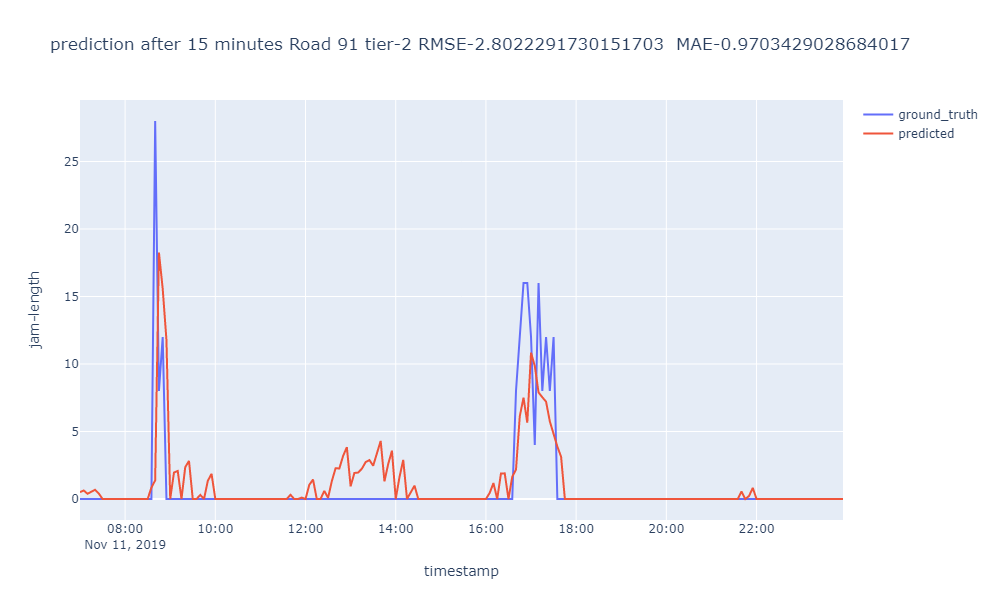 prediction after 15 minutes Road 91 tier-2 RMSE-2.8022291730151703  MAE-0.9703429028684017
ground_truth
predicted
25
20
15
10
5
0
jam-length
08:00 10:00 12:00 14:00 16:00 18:00 20:00 22:00
Nov 11, 2019
timestamp